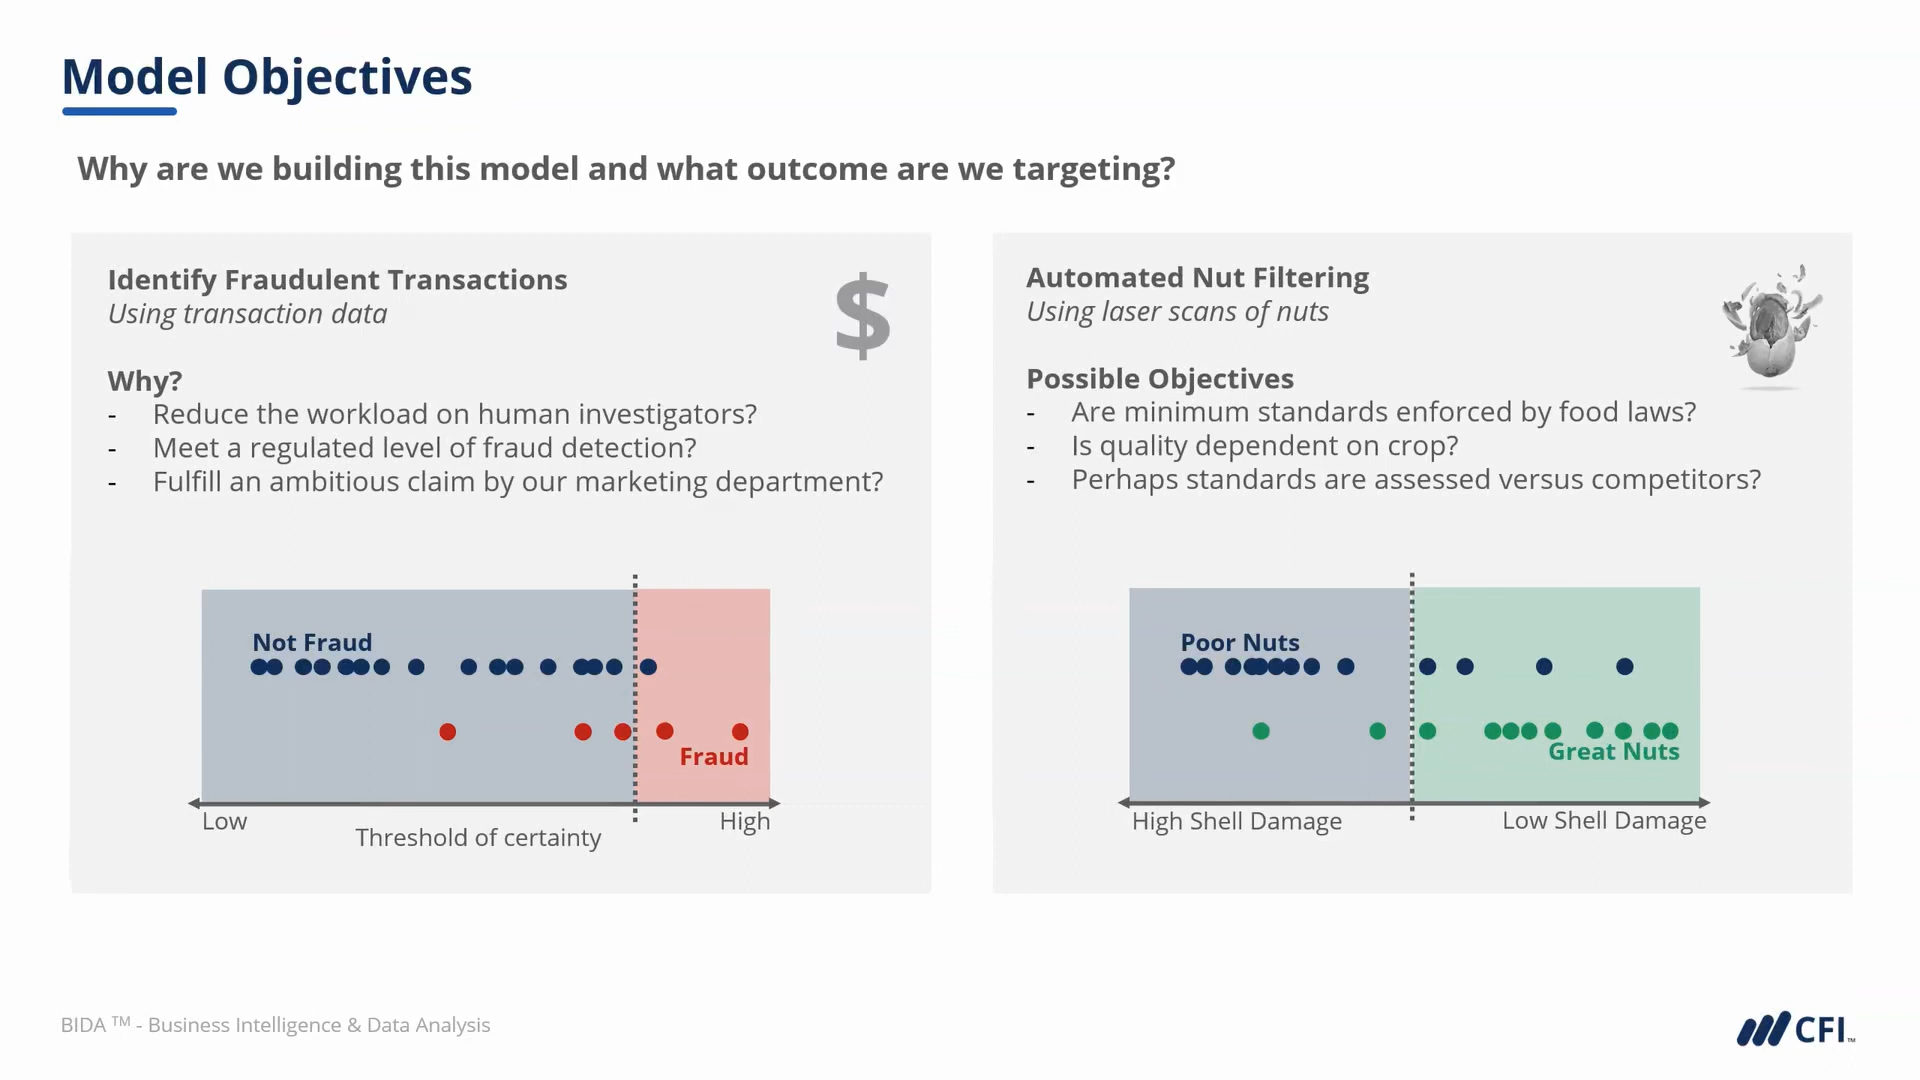 Model Objectives
Why are we building this model and what outcome are we targeting?
Identify Fraudulent Transactions
Using transaction data
$
Why?
- Reduce the workload on human investigators?
- Meet a regulated level of fraud detection?
- Fulfill an ambitious claim by our marketing department?
Not Fraud
Fraud
Low
High
Threshold of certainty
Automated Nut Filtering
Using laser scans of nuts
Possible Objectives
- Are minimum standards enforced by food laws?
- Is quality dependent on crop?
- Perhaps standards are assessed versus competitors?
Poor Nuts
Great Nuts
High Shell Damage
Low Shell Damage
BIDA TM - Business Intelligence & Data Analysis
CFI™